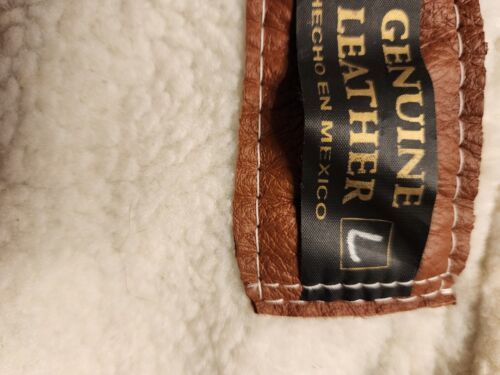 GENUINE
LEATHER
HECHO EN MEXICO
L